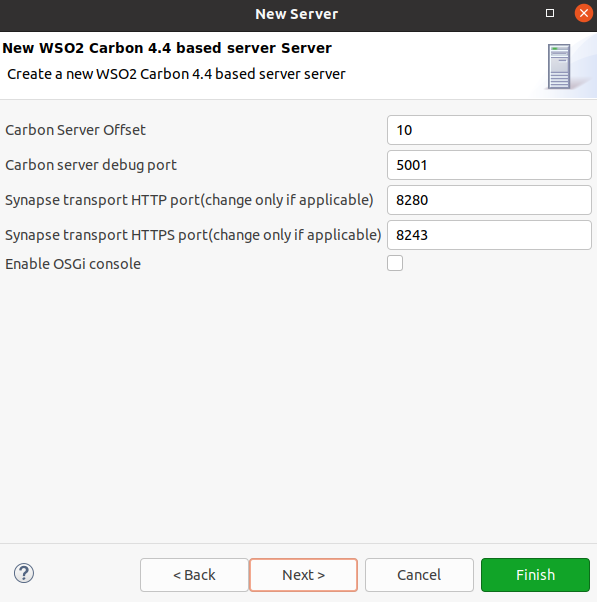 New Server
New WSO2 Carbon 4.4 based server Server
Create a new WSO2 Carbon 4.4 based server server
Carbon Server Offset 10
Carbon server debug port 5001
Synapse transport HTTP port(change only if applicable) 8280
Synapse transport HTTPS port(change only if applicable) 8243
Enable OSGi console
? < Back Next > Cancel Finish